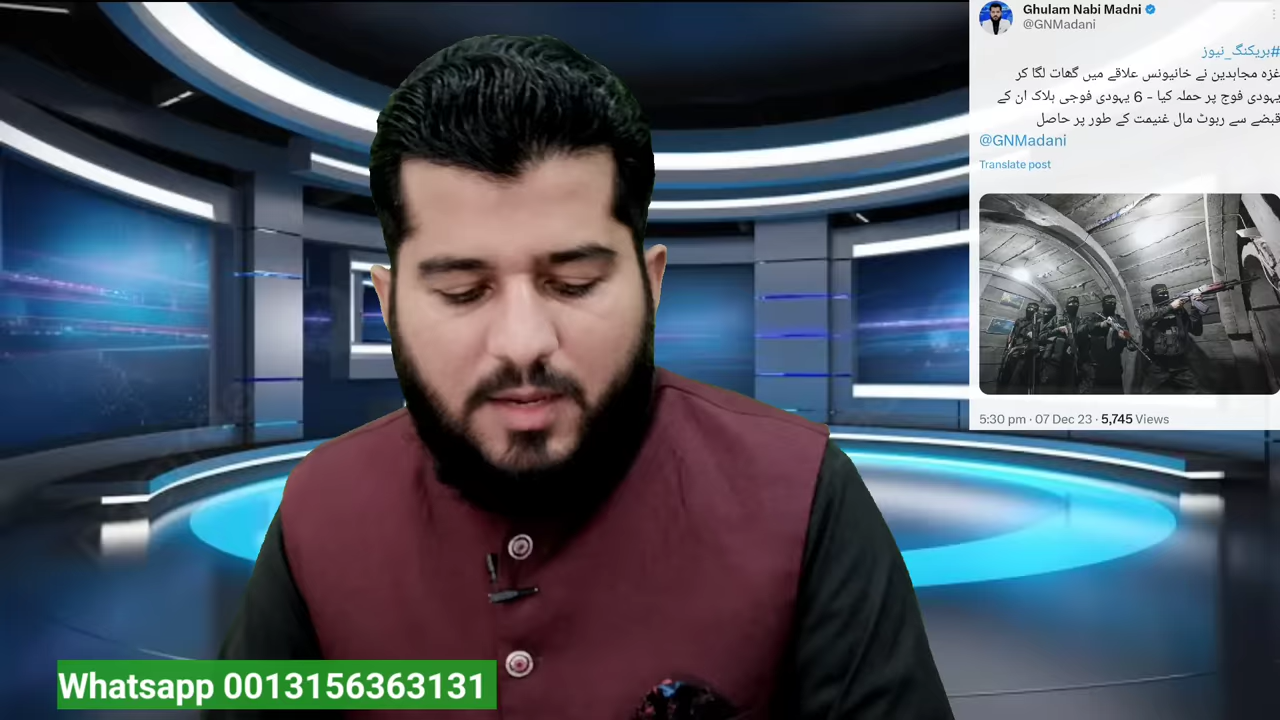 Ghulam Nabi Madni
@GNMadani
#بریکنگ_نیوز
غزہ مجاہدین نے خانیونس علاقے میں گھات لگا کر
یہودی فوج پر حملہ کیا - 6 یہودی فوجی ہلاک ان کے
قبضے سے ربوٹ مال غنیمت کے طور پر حاصل
@GNMadani
Translate post
5:30 pm · 07 Dec 23 · 5,745 Views
Whatsapp 0013156363131